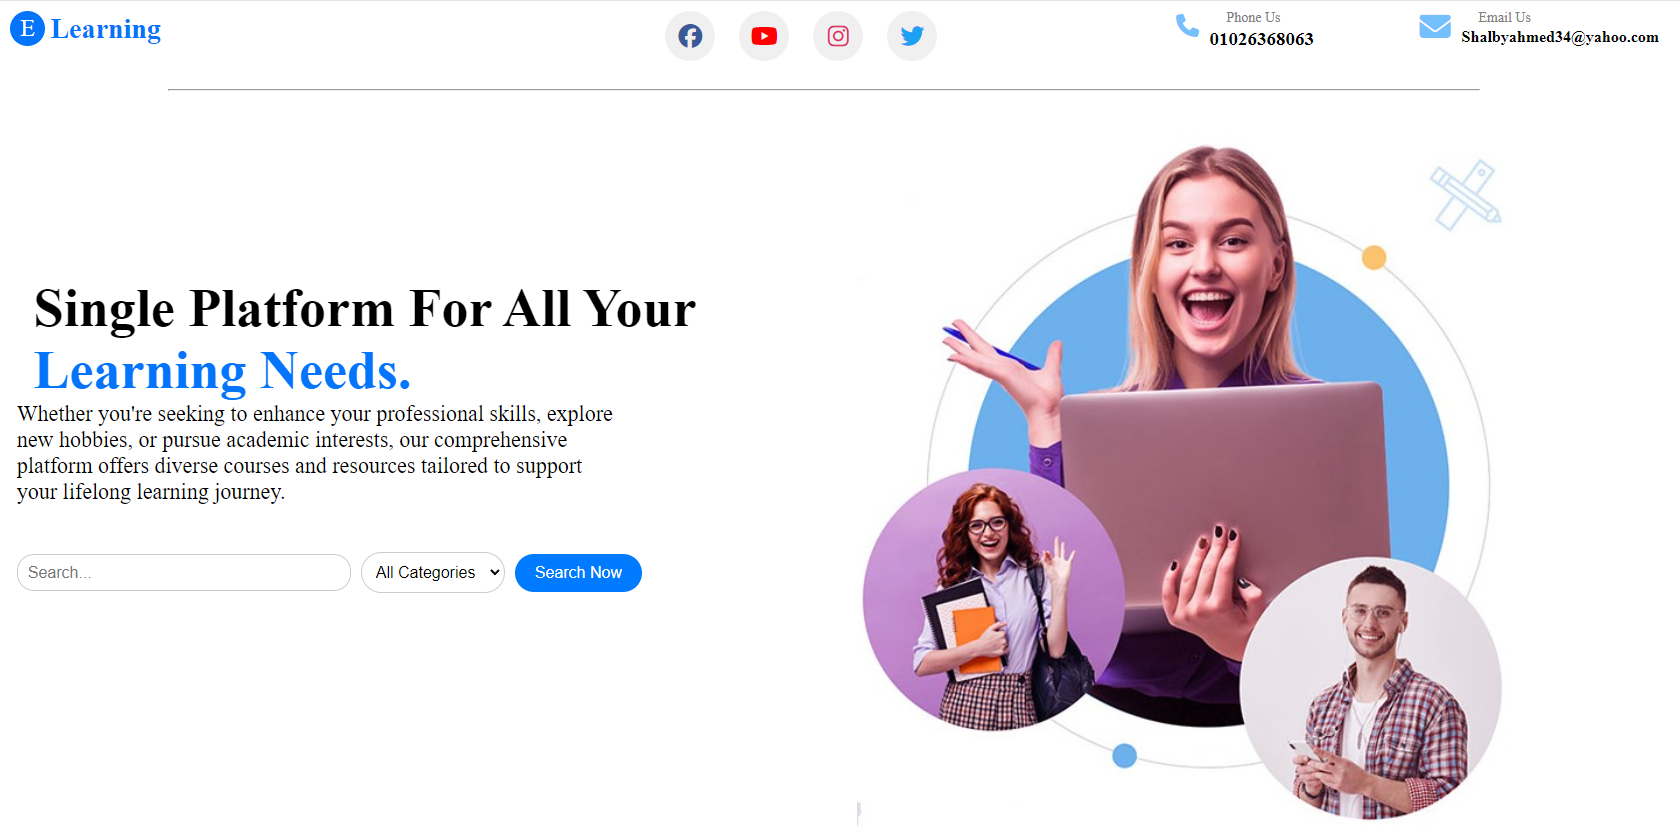 E Learning
Phone Us
01026368063
Email Us
Shalbyahmed34@yahoo.com
Single Platform For All Your
Learning Needs.
Whether you're seeking to enhance your professional skills, explore
new hobbies, or pursue academic interests, our comprehensive
platform offers diverse courses and resources tailored to support
your lifelong learning journey.
Search...
All Categories
Search Now